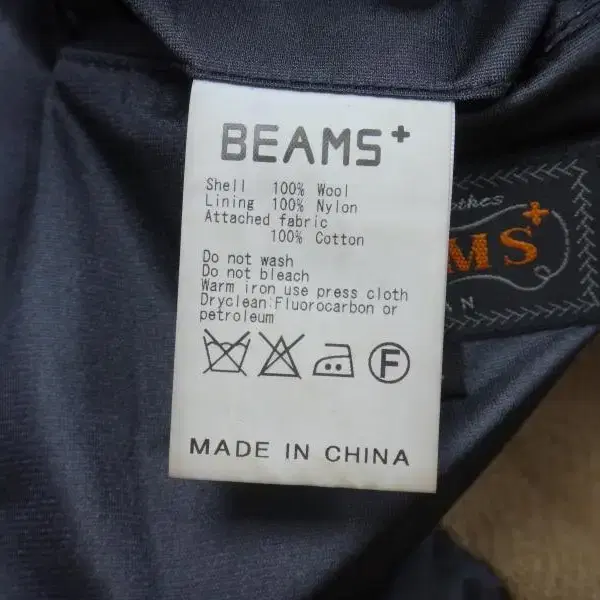 BEAMS+
Shell 100% Wool
Lining 100% Nylon
Attached fabric
100% Cotton
Do not wash
Do not bleach
Warm iron use press cloth
Dryclean:Fluorocarbon or
petroleum
F
MADE IN CHINA
MS+